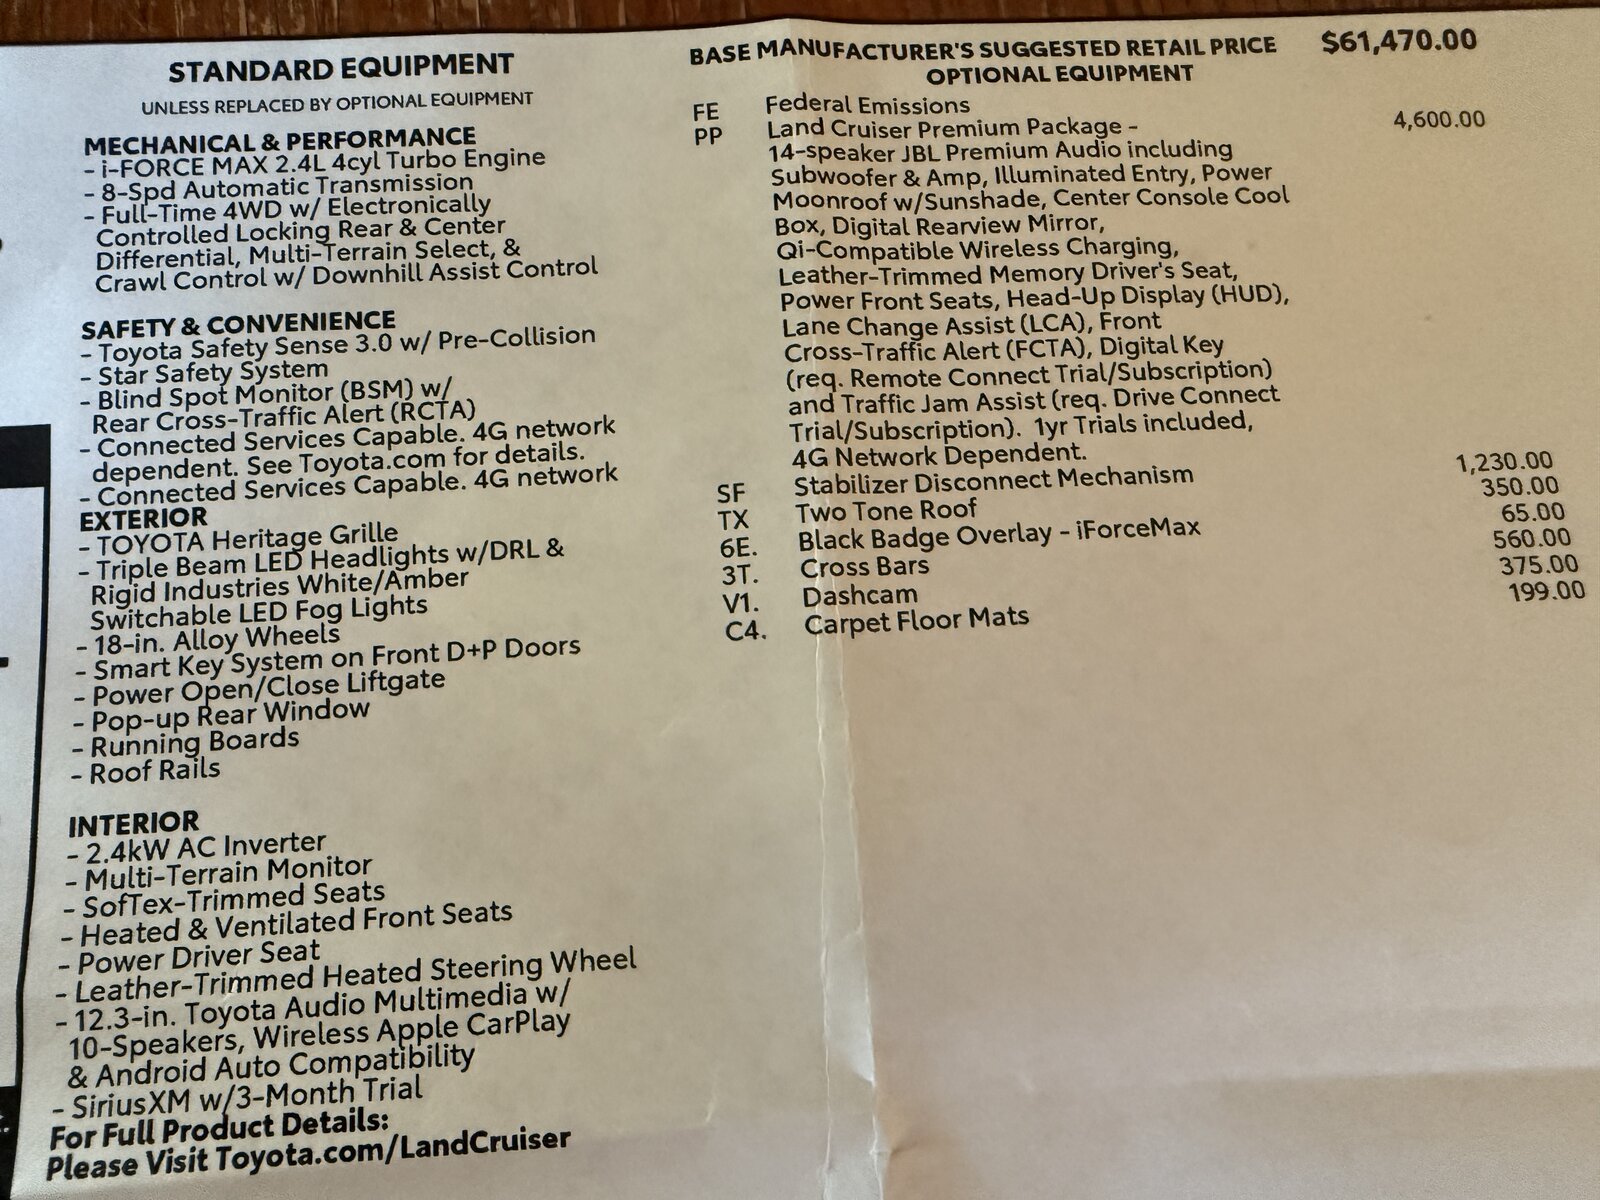 STANDARD EQUIPMENT
UNLESS REPLACED BY OPTIONAL EQUIPMENT
MECHANICAL & PERFORMANCE
- i-FORCE MAX 2.4L 4cyl Turbo Engine
- 8-Spd Automatic Transmission
- Full-Time 4WD w/ Electronically
Controlled Locking Rear & Center
Differential, Multi-Terrain Select, &
Crawl Control w/ Downhill Assist Control
SAFETY & CONVENIENCE
- Toyota Safety Sense 3.0 w/ Pre-Collision
- Star Safety System
- Blind Spot Monitor (BSM) w/
Rear Cross-Traffic Alert (RCTA)
- Connected Services Capable. 4G network
dependent. See Toyota.com for details.
- Connected Services Capable. 4G network
EXTERIOR
- TOYOTA Heritage Grille
- Triple Beam LED Headlights w/DRL &
Rigid Industries White/Amber
Switchable LED Fog Lights
- 18-in. Alloy Wheels
- Smart Key System on Front D+P Doors
- Power Open/Close Liftgate
- Pop-up Rear Window
- Running Boards
- Roof Rails
INTERIOR
- 2.4kW AC Inverter
- Multi-Terrain Monitor
- SofTex-Trimmed Seats
- Heated & Ventilated Front Seats
- Power Driver Seat
- Leather-Trimmed Heated Steering Wheel
- 12.3-in. Toyota Audio Multimedia w/
10-Speakers, Wireless Apple CarPlay
& Android Auto Compatibility
- SiriusXM w/3-Month Trial
For Full Product Details:
Please Visit Toyota.com/LandCruiser
BASE MANUFACTURER'S SUGGESTED RETAIL PRICE $61,470.00
OPTIONAL EQUIPMENT
FE Federal Emissions
PP Land Cruiser Premium Package - 4,600.00
14-speaker JBL Premium Audio including
Subwoofer & Amp, Illuminated Entry, Power
Moonroof w/Sunshade, Center Console Cool
Box, Digital Rearview Mirror,
Qi-Compatible Wireless Charging,
Leather-Trimmed Memory Driver's Seat,
Power Front Seats, Head-Up Display (HUD),
Lane Change Assist (LCA), Front
Cross-Traffic Alert (FCTA), Digital Key
(req. Remote Connect Trial/Subscription)
and Traffic Jam Assist (req. Drive Connect
Trial/Subscription). 1yr Trials included,
4G Network Dependent.
SF Stabilizer Disconnect Mechanism 1,230.00
TX Two Tone Roof 350.00
6E. Black Badge Overlay - iForceMax 65.00
3T. Cross Bars 560.00
V1. Dashcam 375.00
C4. Carpet Floor Mats 199.00